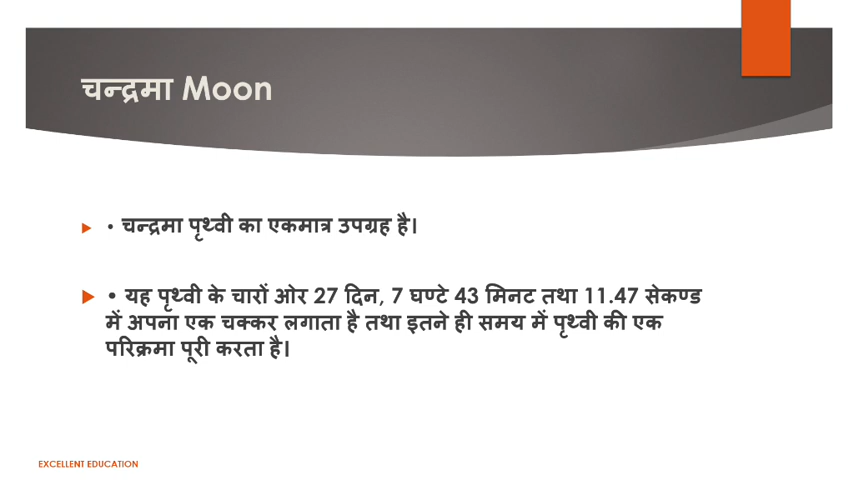 चन्द्रमा Moon
• चन्द्रमा पृथ्वी का एकमात्र उपग्रह है।
• यह पृथ्वी के चारों ओर 27 दिन, 7 घण्टे 43 मिनट तथा 11.47 सेकण्ड
में अपना एक चक्कर लगाता है तथा इतने ही समय में पृथ्वी की एक
परिक्रमा पूरी करता है।
EXCELLENT EDUCATION